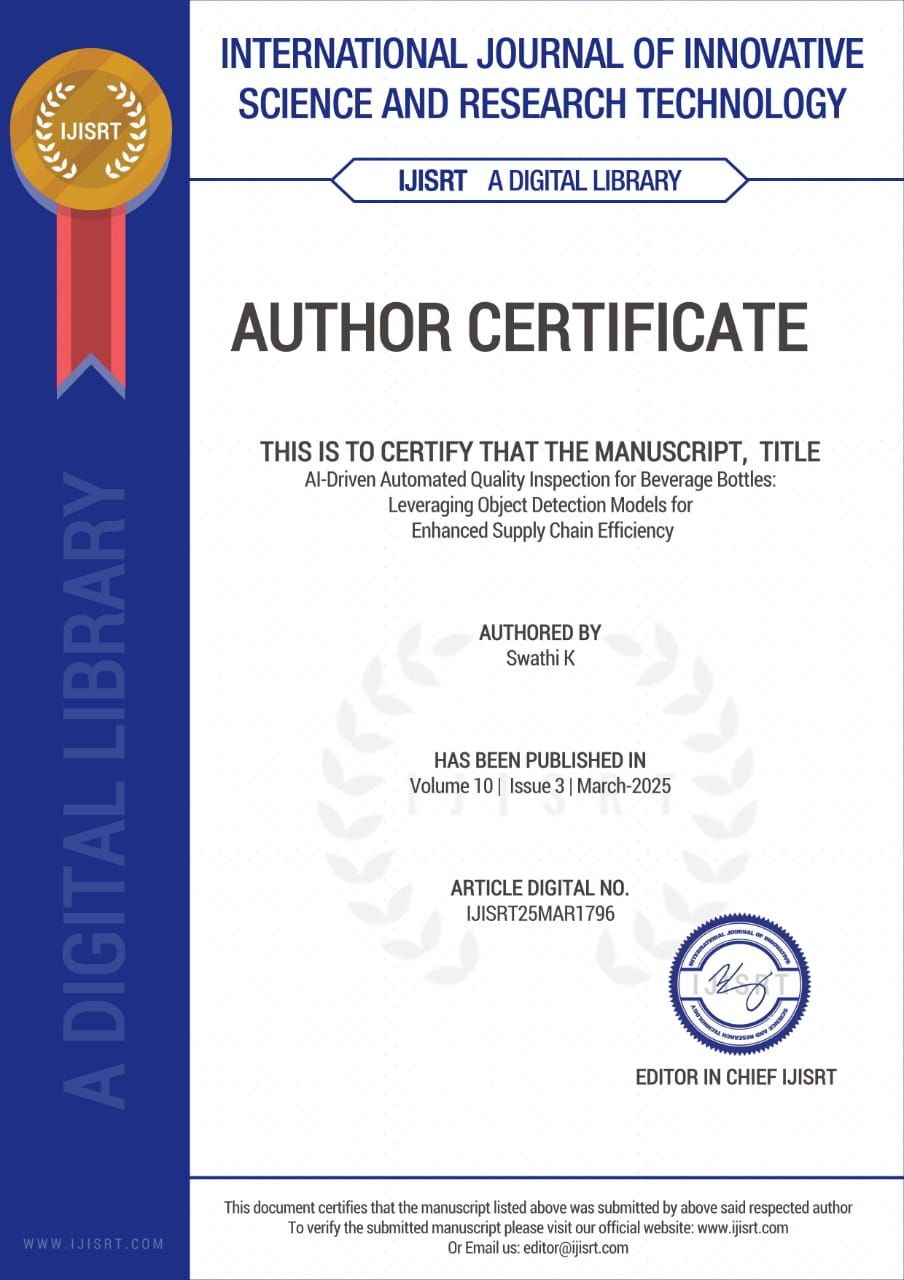 IJISRT
INTERNATIONAL JOURNAL OF INNOVATIVE
SCIENCE AND RESEARCH TECHNOLOGY
IJISRT A DIGITAL LIBRARY
AUTHOR CERTIFICATE
THIS IS TO CERTIFY THAT THE MANUSCRIPT, TITLE
AI-Driven Automated Quality Inspection for Beverage Bottles:
Leveraging Object Detection Models for
Enhanced Supply Chain Efficiency
AUTHORED BY
Swathi K
HAS BEEN PUBLISHED IN
Volume 10 | Issue 3 | March-2025
IJISRT
ARTICLE DIGITAL NO.
IJISRT25MAR1796
INTERNATIONAL JOURNAL OF INNOVATIVE
IJISRT
SCIENCE AND RESEARCH TECHNOLOGY
EDITOR IN CHIEF IJISRT
A DIGITAL LIBRARY
WWW.IJISRT.COM
This document certifies that the manuscript listed above was submitted by above said respected author
To verify the submitted manuscript please visit our official website: www.ijisrt.com
Or Email us: editor@ijisrt.com